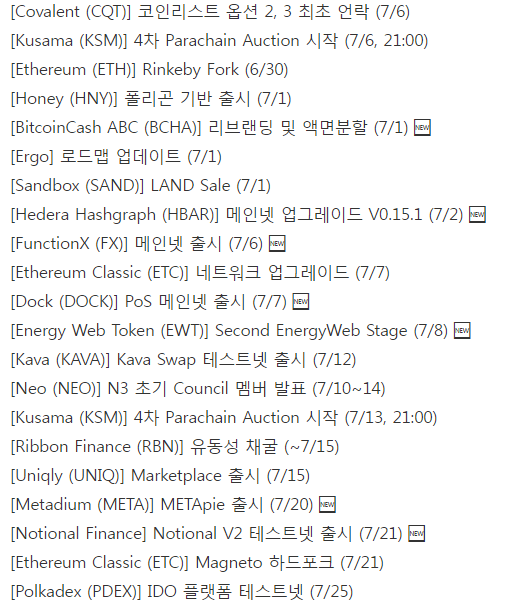 [Covalent (CQT)] 코인리스트 옵션 2, 3 최초 언락 (7/6)
[Kusama (KSM)] 4차 Parachain Auction 시작 (7/6, 21:00)
[Ethereum (ETH)] Rinkeby Fork (6/30)
[Honey (HNY)] 폴리곤 기반 출시 (7/1)
[BitcoinCash ABC (BCHA)] 리브랜딩 및 액면분할 (7/1) NEW
[Ergo] 로드맵 업데이트 (7/1)
[Sandbox (SAND)] LAND Sale (7/1)
[Hedera Hashgraph (HBAR)] 메인넷 업그레이드 V0.15.1 (7/2) NEW
[FunctionX (FX)] 메인넷 출시 (7/6) NEW
[Ethereum Classic (ETC)] 네트워크 업그레이드 (7/7)
[Dock (DOCK)] PoS 메인넷 출시 (7/7) NEW
[Energy Web Token (EWT)] Second EnergyWeb Stage (7/8) NEW
[Kava (KAVA)] Kava Swap 테스트넷 출시 (7/12)
[Neo (NEO)] N3 초기 Council 멤버 발표 (7/10~14)
[Kusama (KSM)] 4차 Parachain Auction 시작 (7/13, 21:00)
[Ribbon Finance (RBN)] 유동성 채굴 (~7/15)
[Uniqly (UNIQ)] Marketplace 출시 (7/15)
[Metadium (META)] METApie 출시 (7/20) NEW
[Notional Finance] Notional V2 테스트넷 출시 (7/21) NEW
[Ethereum Classic (ETC)] Magneto 하드포크 (7/21)
[Polkadex (PDEX)] IDO 플랫폼 테스트넷 (7/25)